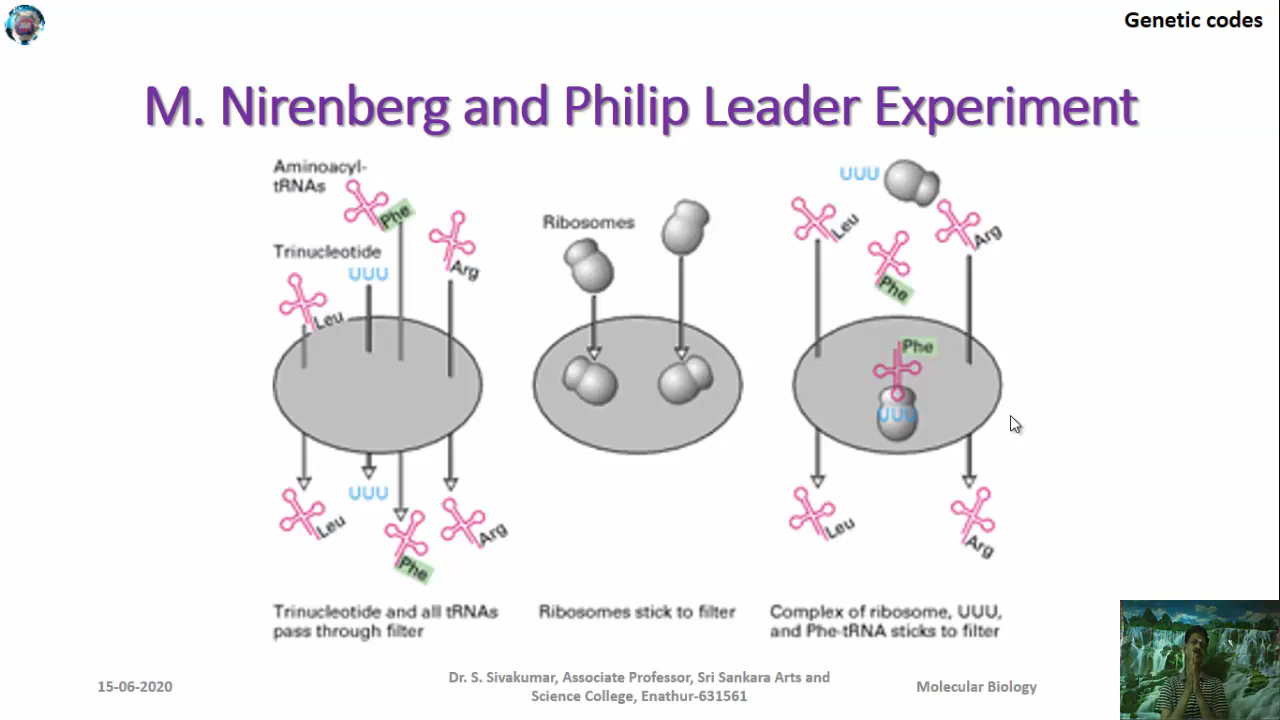 Genetic codes
M. Nirenberg and Philip Leader Experiment
Aminoacyl-
tRNAs
Phe
Trinucleotide
UUU
Arg
Leu
Leu
UUU
Phe
Arg
Trinucleotide and all tRNAs
pass through filter
Ribosomes
Ribosomes stick to filter
UUU
Leu
Arg
Phe
Phe
UUU
Leu
Arg
Complex of ribosome, UUU,
and Phe-tRNA sticks to filter
15-06-2020
Dr. S. Sivakumar, Associate Professor, Sri Sankara Arts and
Science College, Enathur-631561
Molecular Biology